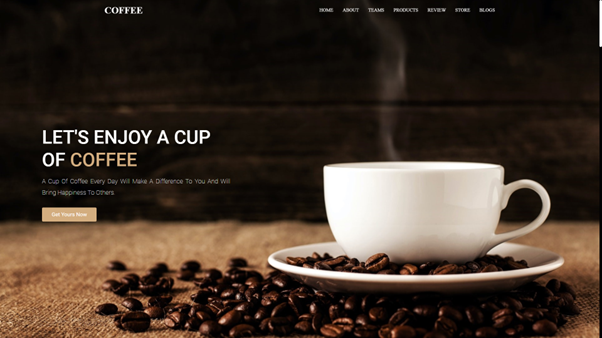 COFFEE
HOME ABOUT TEAMS PRODUCTS REVIEW STORE BLOGS
LET'S ENJOY A CUP
OF COFFEE
A Cup Of Coffee Every Day Will Make A Difference To You And Will
Bring Happiness To Others
Get Yours Now